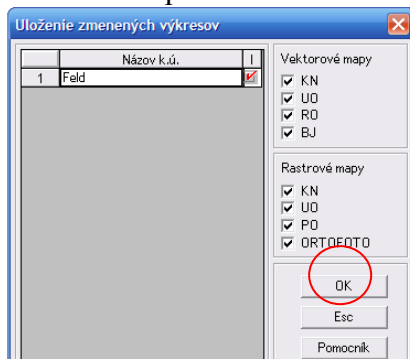 Uloženie zmenených výkresov
Názov k.ú. I
1 Feld
Vektorové mapy
KN
UO
RO
BJ
Rastrové mapy
KN
UO
PO
ORTOFOTO
OK
Esc
Pomocník